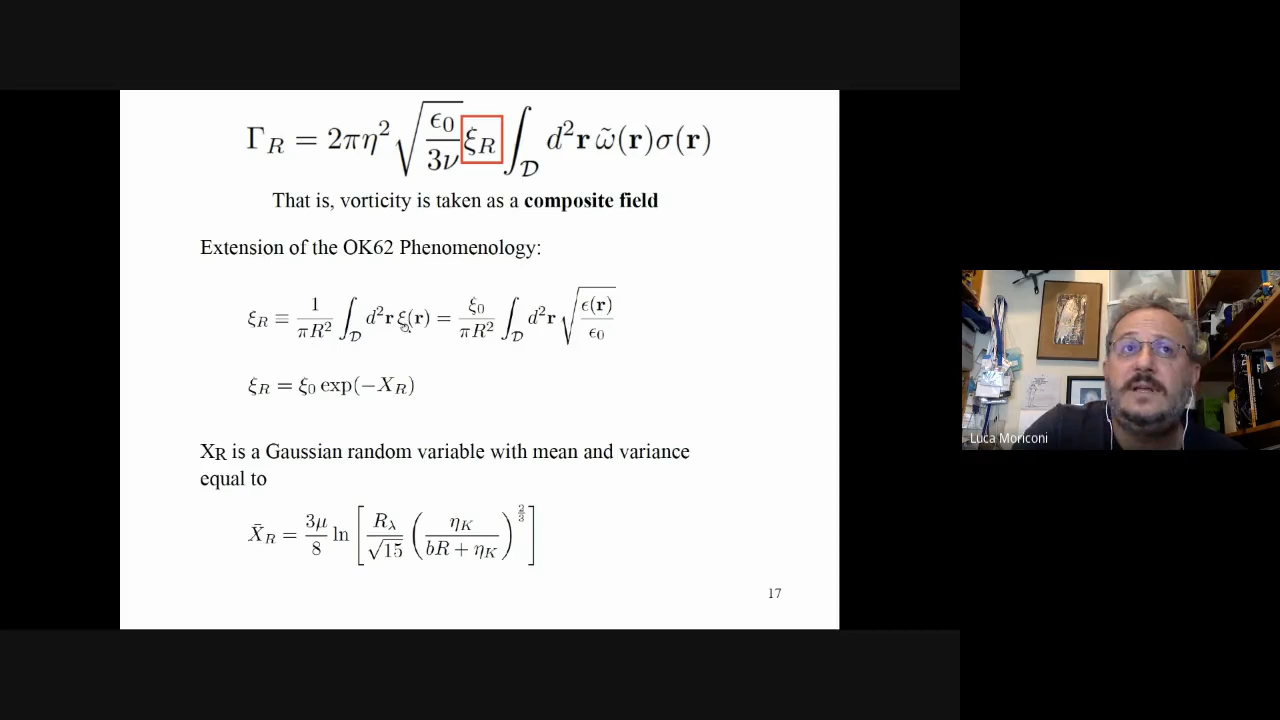 Γ_R = 2πη² √(ϵ₀/3ν) ξ_R ∫_𝒟 d²𝐫 ω̃(𝐫)σ(𝐫)
That is, vorticity is taken as a composite field
Extension of the OK62 Phenomenology:
ξ_R ≡ 1/(πR²) ∫_𝒟 d²𝐫 ξ(𝐫) = ξ₀/(πR²) ∫_𝒟 d²𝐫 √(ϵ(𝐫)/ϵ₀)
ξ_R = ξ₀ exp(−X_R)
X_R is a Gaussian random variable with mean and variance
equal to
X̄_R = 3μ/8 ln [ R_λ/√15 ( η_K/(bR + η_K) )^(2/3) ]
17
Luca Moriconi